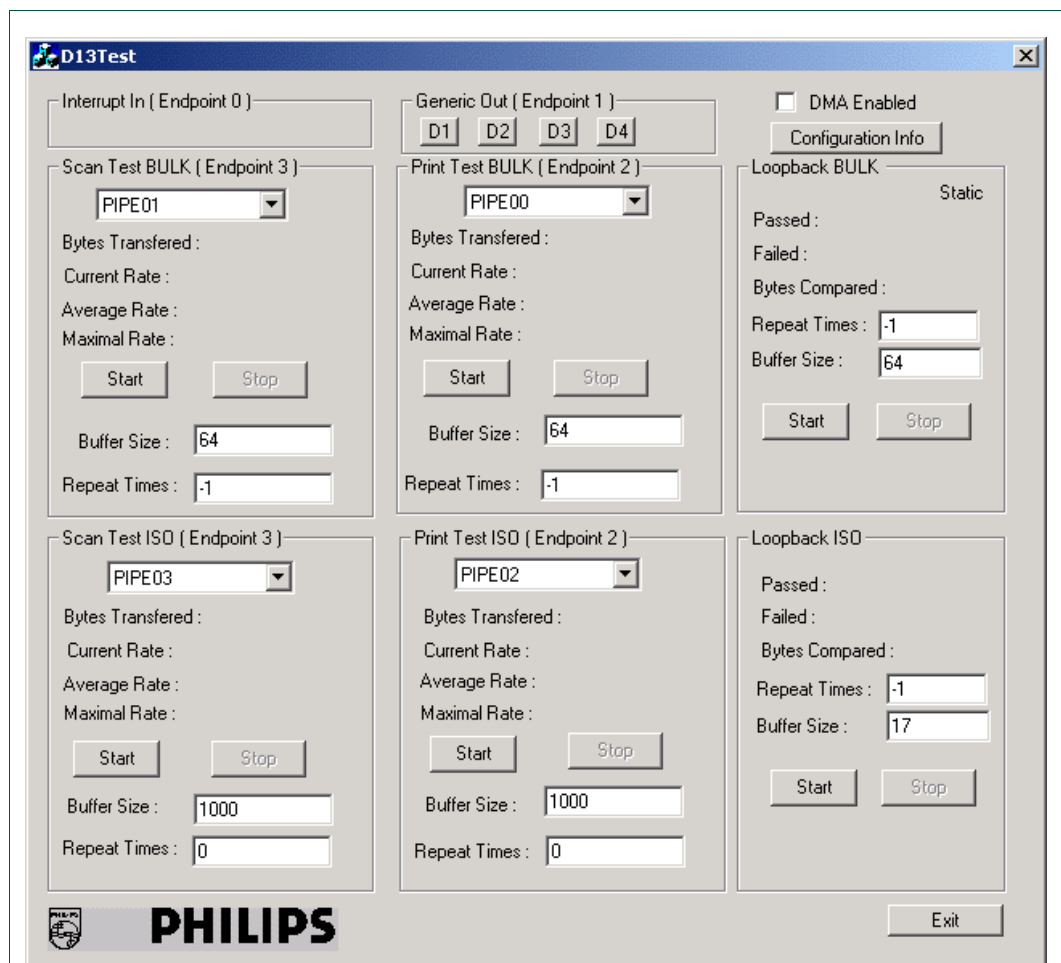 D13Test
Interrupt In ( Endpoint 0 )
Generic Out ( Endpoint 1 )
D1 D2 D3 D4
DMA Enabled
Configuration Info
Scan Test BULK ( Endpoint 3 )
PIPE01
Bytes Transfered :
Current Rate :
Average Rate :
Maximal Rate :
Start Stop
Buffer Size : 64
Repeat Times : -1
Print Test BULK ( Endpoint 2 )
PIPE00
Bytes Transfered :
Current Rate :
Average Rate :
Maximal Rate :
Start Stop
Buffer Size : 64
Repeat Times : -1
Loopback BULK
Static
Passed :
Failed :
Bytes Compared :
Repeat Times : -1
Buffer Size : 64
Start Stop
Scan Test ISO ( Endpoint 3 )
PIPE03
Bytes Transfered :
Current Rate :
Average Rate :
Maximal Rate :
Start Stop
Buffer Size : 1000
Repeat Times : 0
Print Test ISO ( Endpoint 2 )
PIPE02
Bytes Transfered :
Current Rate :
Average Rate :
Maximal Rate :
Start Stop
Buffer Size : 1000
Repeat Times : 0
Loopback ISO
Passed :
Failed :
Bytes Compared :
Repeat Times : -1
Buffer Size : 17
Start Stop
PHILIPS
PHILIPS
Exit